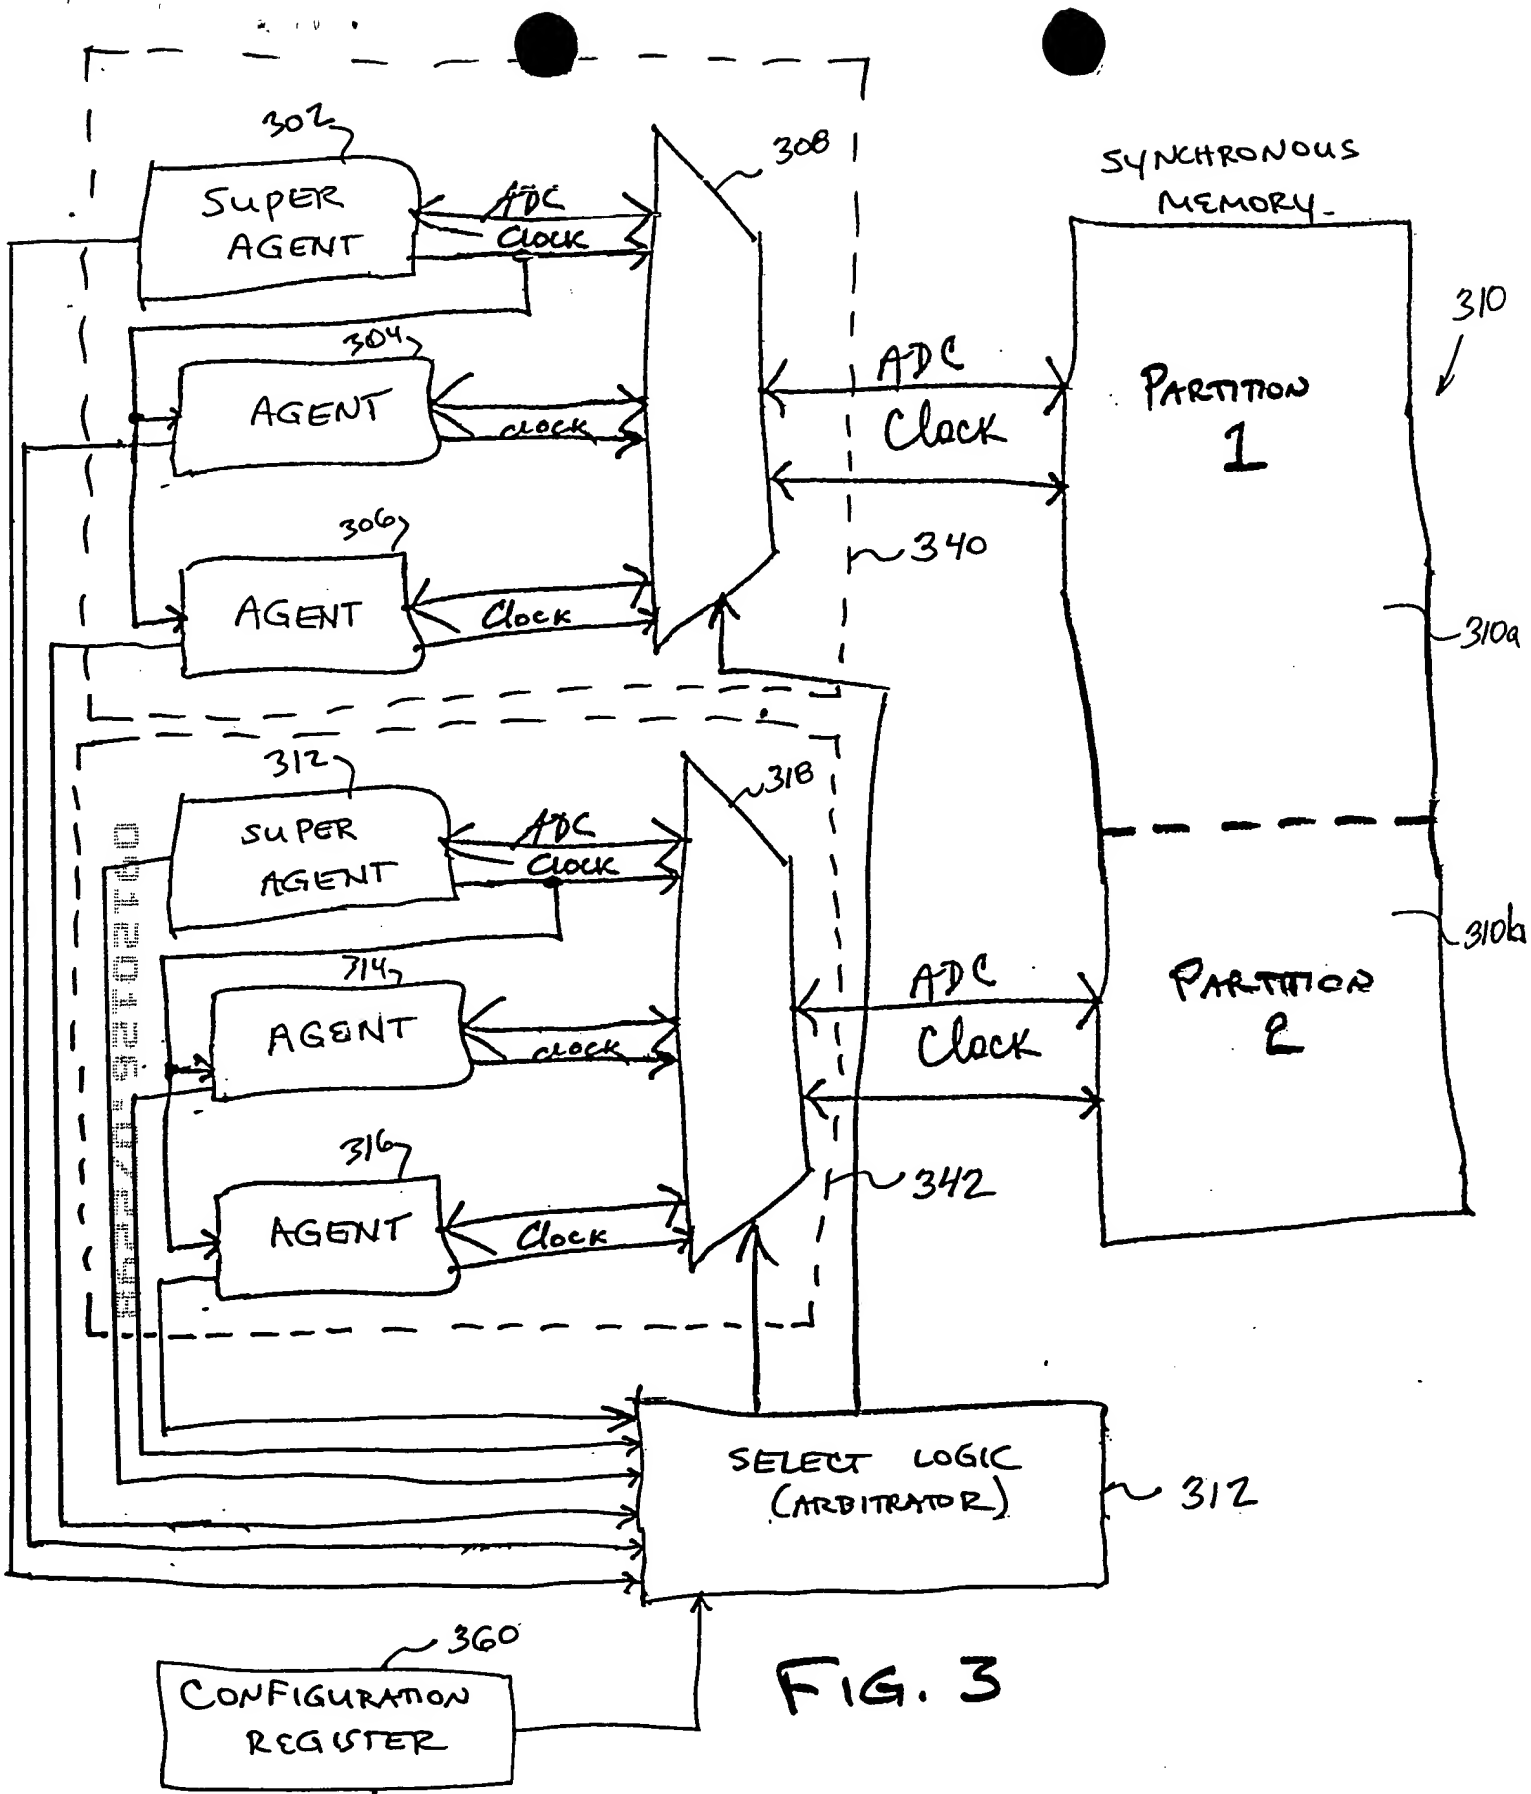 302
308
SYNCHRONOUS
MEMORY
SUPER
AGENT
ADC
Clock
310
304
AGENT
Clock
ADC
Clock
PARTITION
1
306
AGENT
Clock
340
310a
312
318
SUPER
AGENT
ADC
Clock
310b
314
AGENT
Clock
ADC
Clock
PARTITION
2
316
AGENT
Clock
342
SELECT LOGIC
(ARBITRATOR)
312
360
CONFIGURATION
REGISTER
FIG. 3